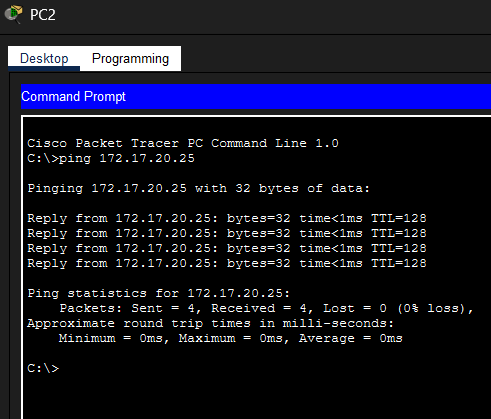 PC2
Desktop Programming
Command Prompt
Cisco Packet Tracer PC Command Line 1.0
C:\>ping 172.17.20.25
Pinging 172.17.20.25 with 32 bytes of data:
Reply from 172.17.20.25: bytes=32 time<1ms TTL=128
Reply from 172.17.20.25: bytes=32 time<1ms TTL=128
Reply from 172.17.20.25: bytes=32 time<1ms TTL=128
Reply from 172.17.20.25: bytes=32 time<1ms TTL=128
Ping statistics for 172.17.20.25:
Packets: Sent = 4, Received = 4, Lost = 0 (0% loss),
Approximate round trip times in milli-seconds:
Minimum = 0ms, Maximum = 0ms, Average = 0ms
C:\>